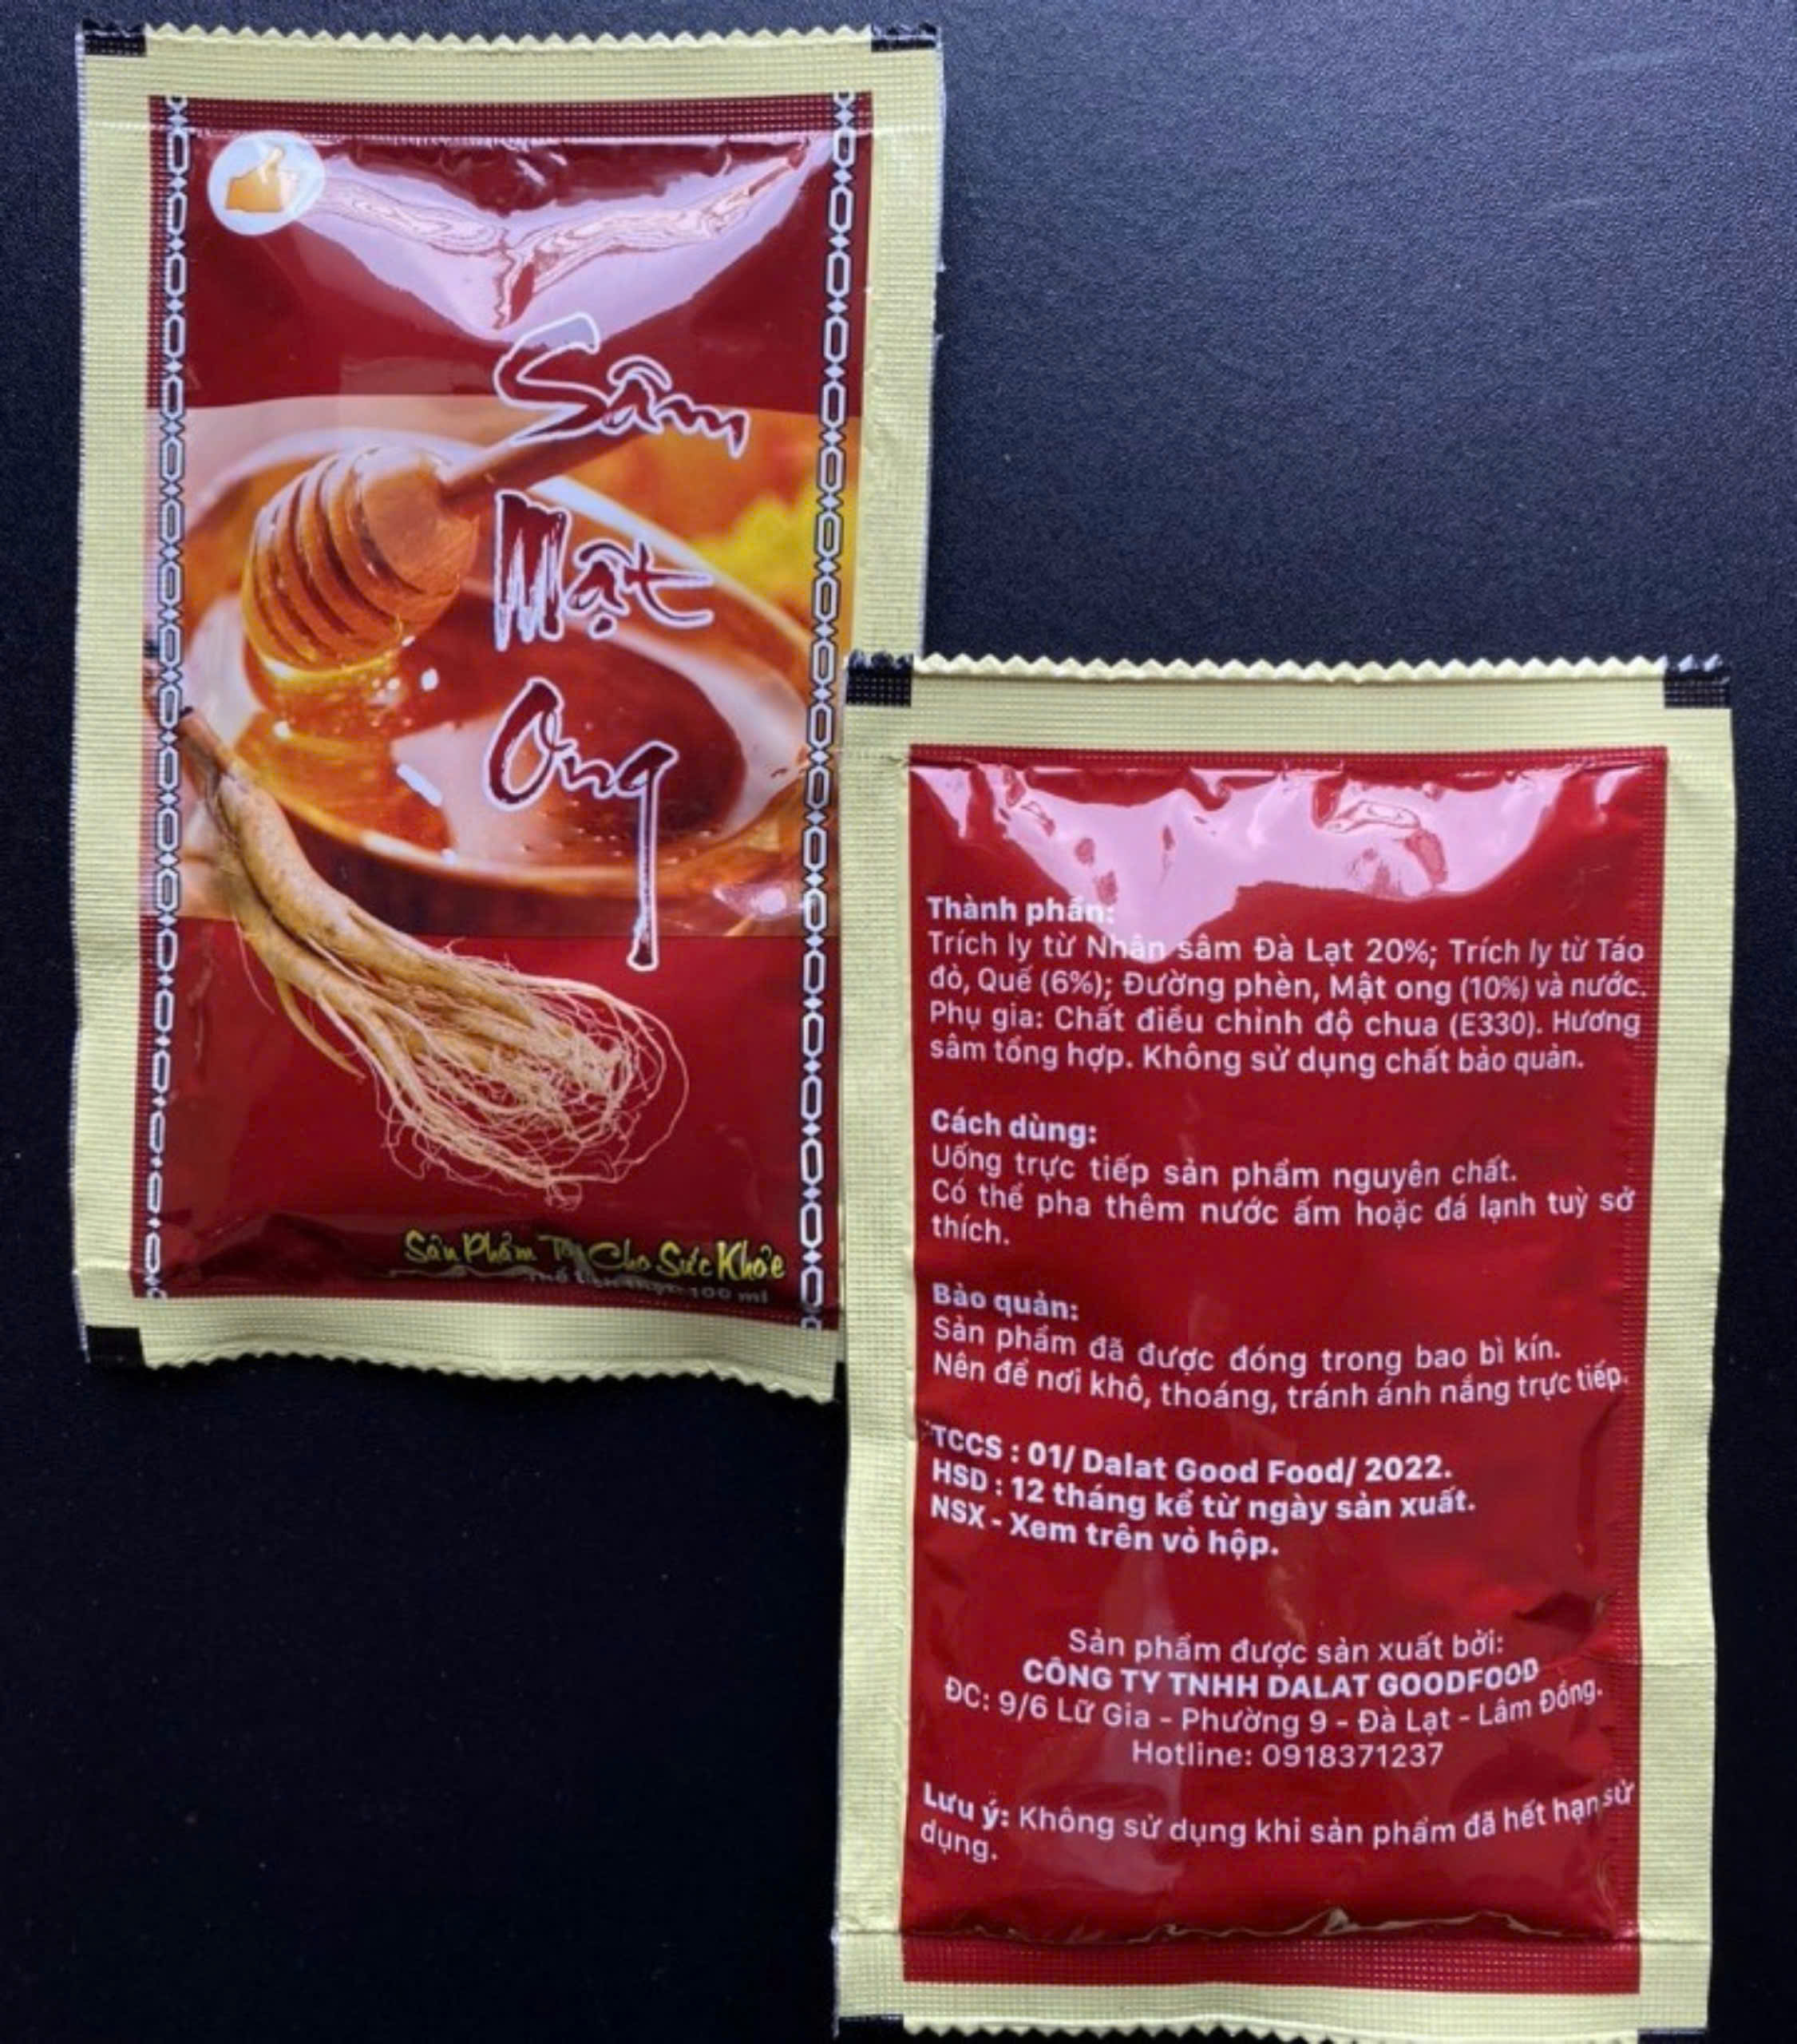 Sâm
Mật
Ong
Sản Phẩm Tốt Cho Sức Khỏe
100 ml
Thành phần:
Trích ly từ Nhân sâm Đà Lạt 20%; Trích ly từ Táo
đỏ, Quế (6%); Đường phèn, Mật ong (10%) và nước.
Phụ gia: Chất điều chỉnh độ chua (E330). Hương
sâm tổng hợp. Không sử dụng chất bảo quản.
Cách dùng:
Uống trực tiếp sản phẩm nguyên chất.
Có thể pha thêm nước ấm hoặc đá lạnh tuỳ sở
thích.
Bảo quản:
Sản phẩm đã được đóng trong bao bì kín.
Nên để nơi khô, thoáng, tránh ánh nắng trực tiếp.
TCCS : 01/ Dalat Good Food/ 2022.
HSD : 12 tháng kể từ ngày sản xuất.
NSX - Xem trên vỏ hộp.
Sản phẩm được sản xuất bởi:
CÔNG TY TNHH DALAT GOODFOOD
ĐC: 9/6 Lữ Gia - Phường 9 - Đà Lạt - Lâm Đồng.
Hotline: 0918371237
Lưu ý: Không sử dụng khi sản phẩm đã hết hạn sử
dụng.